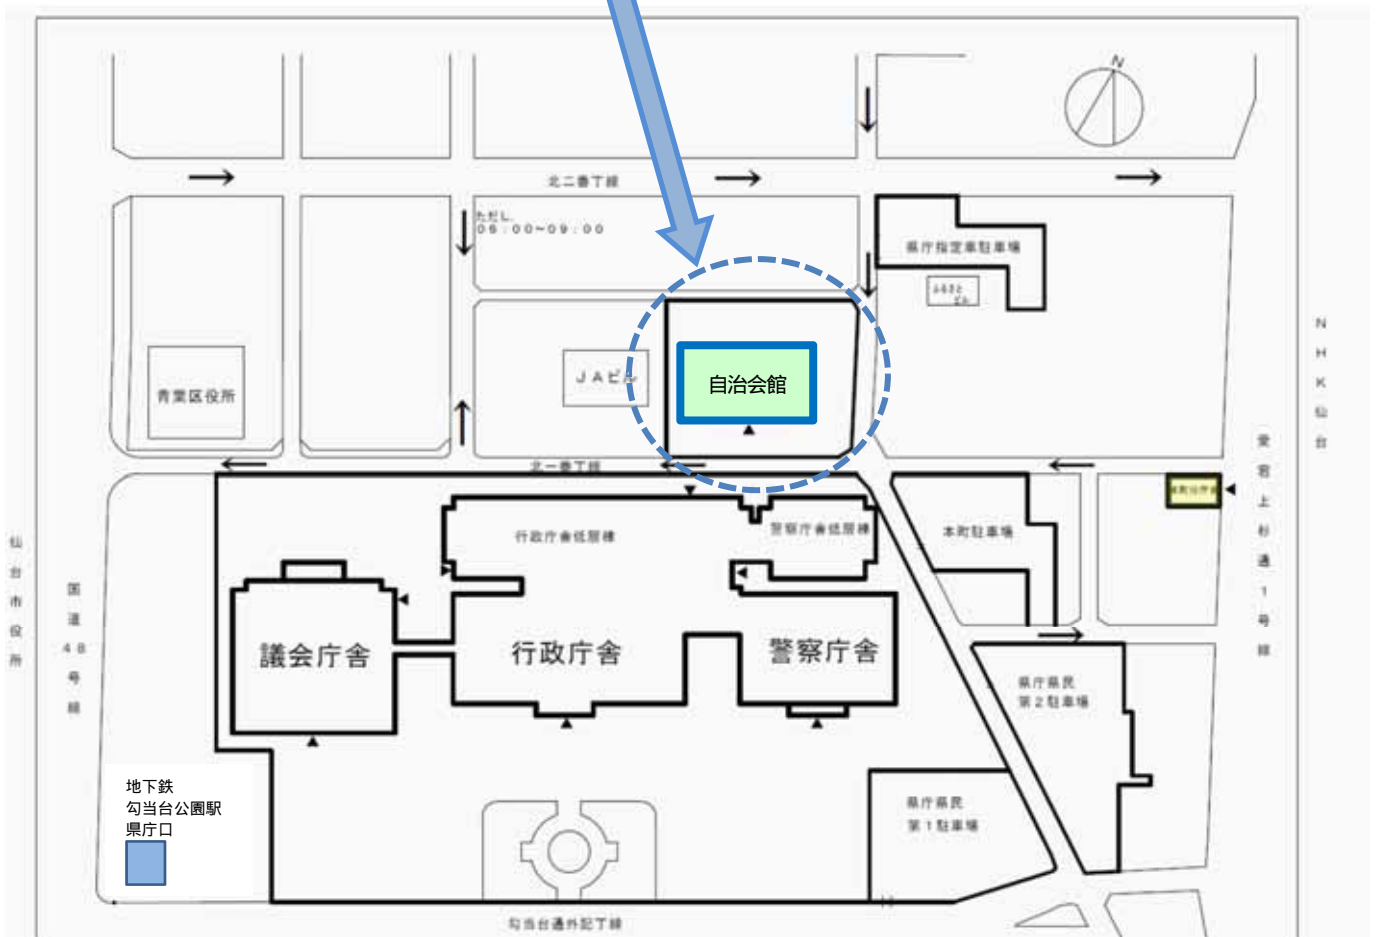 N
北二番丁線
ただし、
06:00~09:00
県庁指定車駐車場
ふるさと
ビル
JAビル
自治会館
青葉区役所
NHK仙台
北一番丁線
愛宕上杉通1号線
行政庁舎低層棟
警察庁舎低層棟
本町駐車場
仙台市役所
国道48号線
議会庁舎
行政庁舎
警察庁舎
県庁県民
第2駐車場
地下鉄
勾当台公園駅
県庁口
県庁県民
第1駐車場
勾当台通外記丁線